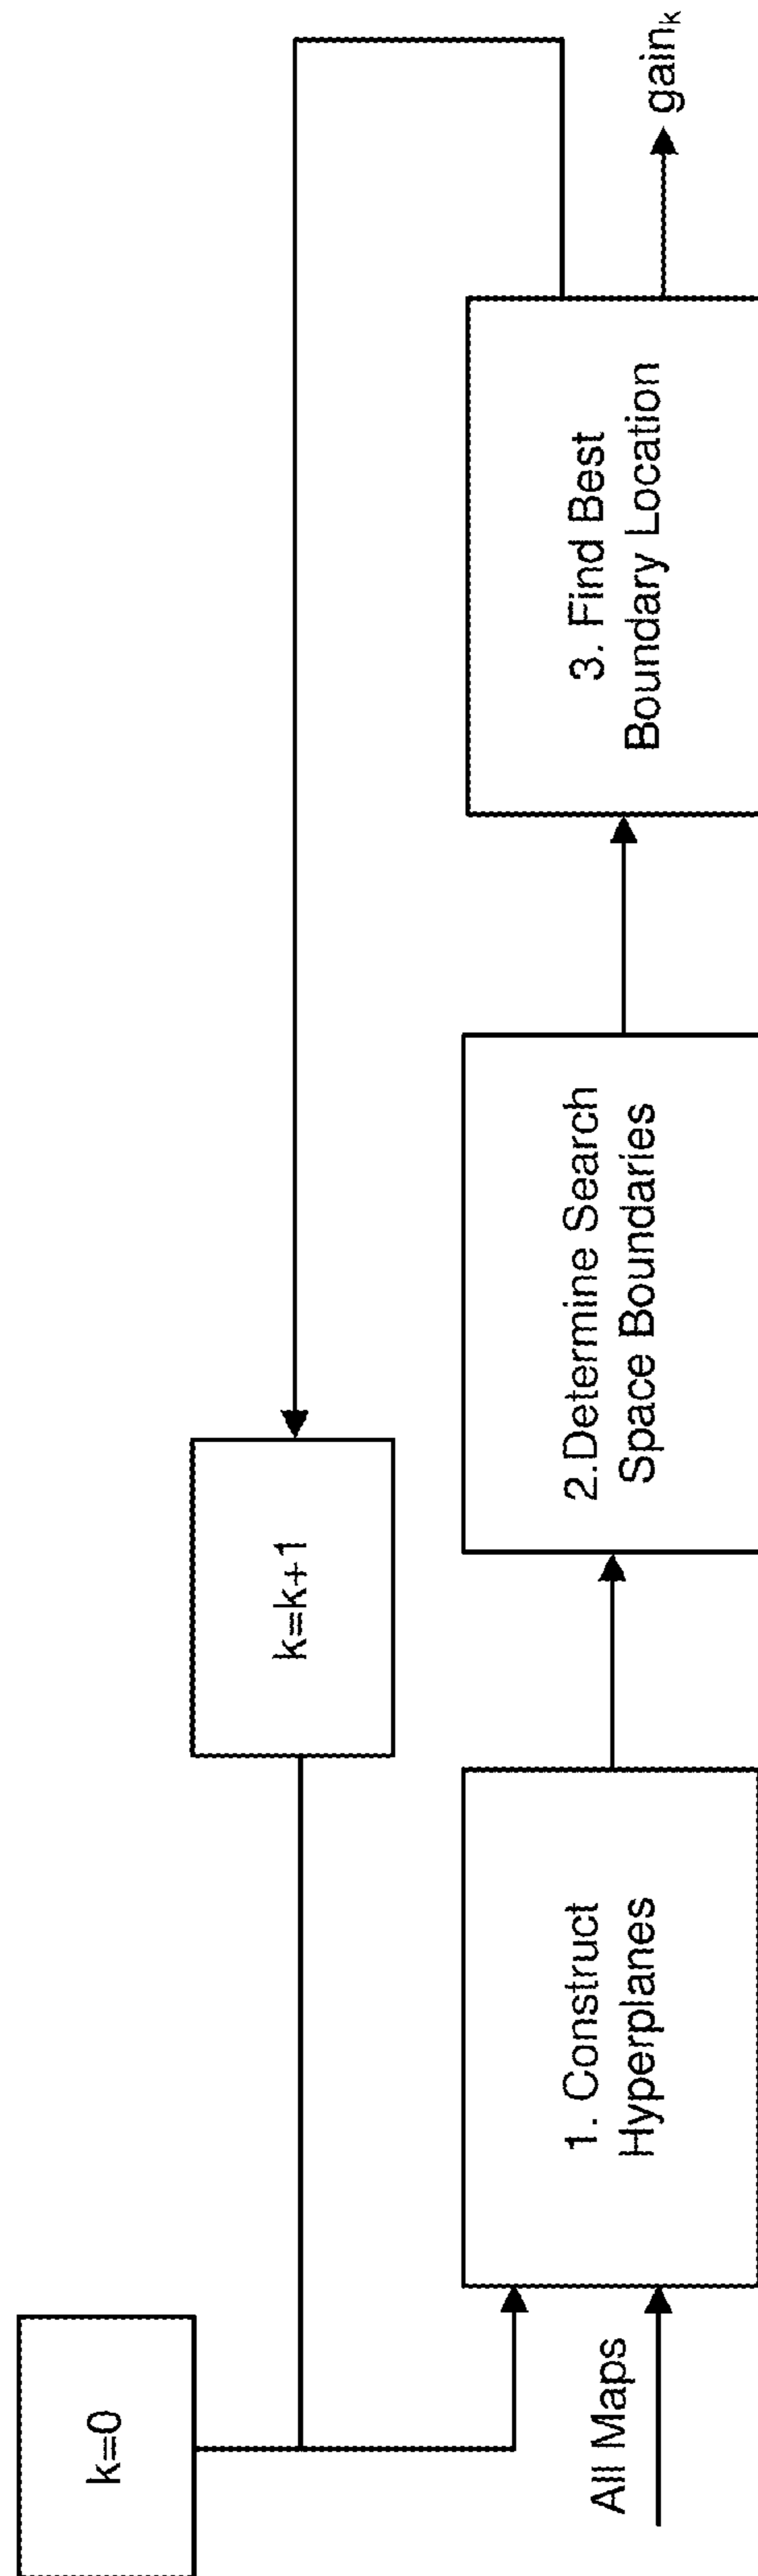 k=0
k=k+1
All Maps
1. Construct
Hyperplanes
2.Determine Search
Space Boundaries
3. Find Best
Boundary Location
gainₖ